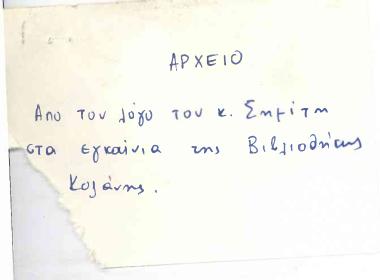 ΑΡΧΕΙΟ
Απο τον λόγο του κ. Σημίτη
στα εγκαίνια της Βιβλιοθήκης
Κοζάνης.